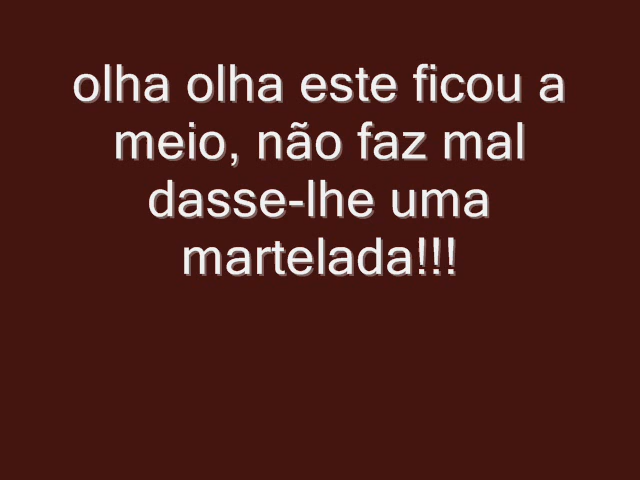 olha olha este ficou a
meio, não faz mal
dasse-lhe uma
martelada!!!